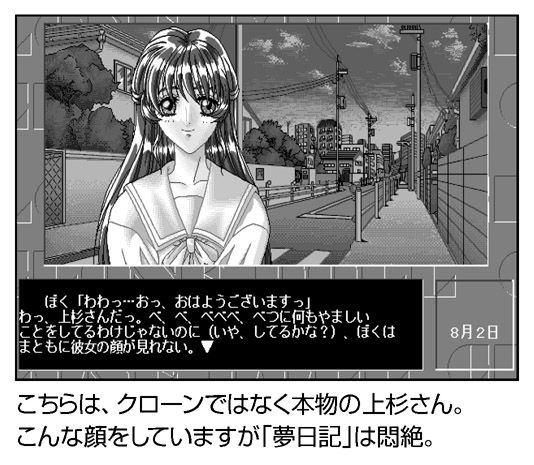 ぼく「わわっ…おっ、おはようございますっ」
わっ、上杉さんだっ。べ、べ、べべべ、べつに何もやましい
ことをしてるわけじゃないのに（いや、してるかな？）、ぼくは
まともに彼女の顔が見れない。▼
8月2日
こちらは、クローンではなく本物の上杉さん。
こんな顔をしていますが「夢日記」は悶絶。